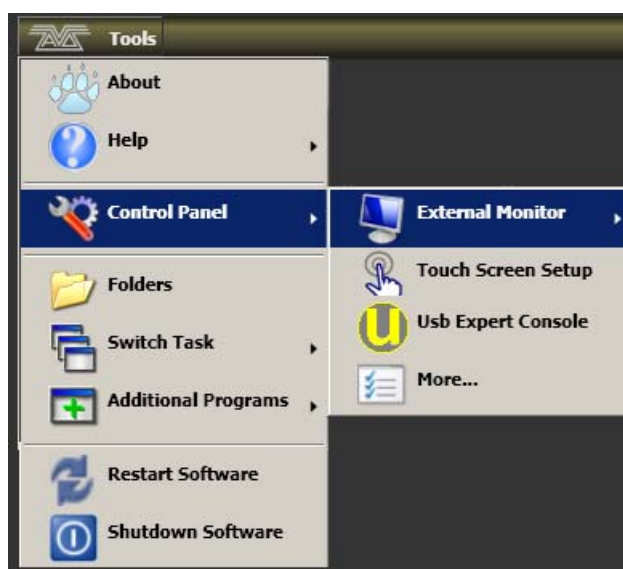 Tools
About
Help
Control Panel
External Monitor
Touch Screen Setup
Folders
Usb Expert Console
Switch Task
More...
Additional Programs
Restart Software
Shutdown Software